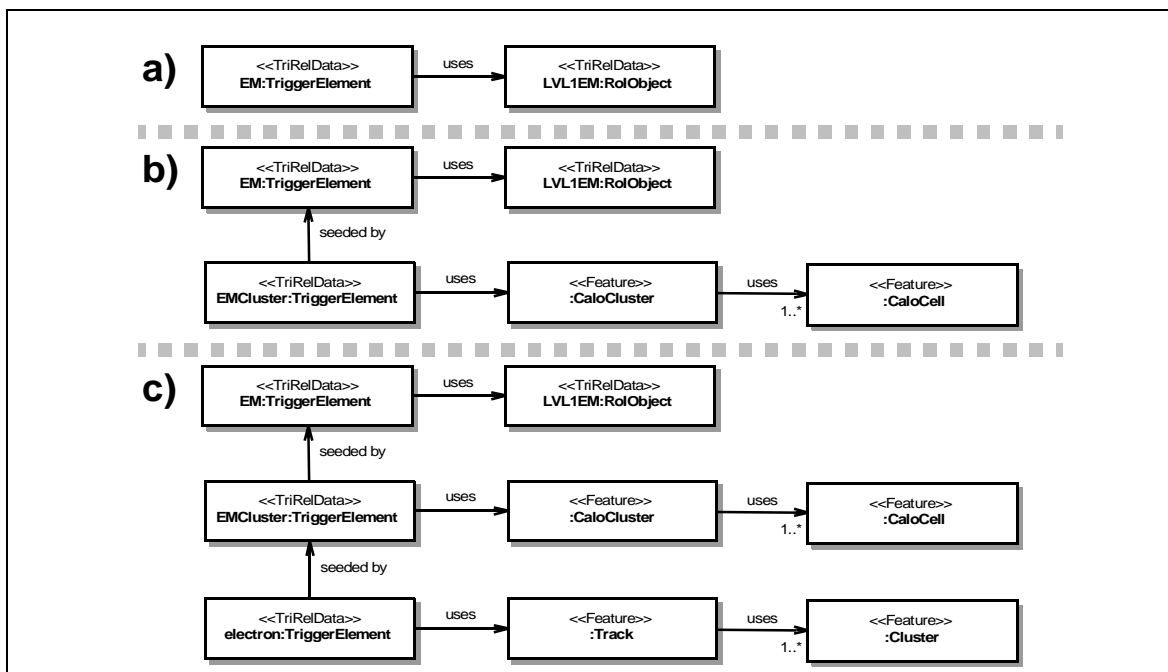 a)
<<TriRelData>>
EM:TriggerElement
uses
<<TriRelData>>
LVL1EM:RoIObject
b)
<<TriRelData>>
EM:TriggerElement
uses
<<TriRelData>>
LVL1EM:RoIObject
seeded by
<<TriRelData>>
EMCluster:TriggerElement
uses
<<Feature>>
:CaloCluster
uses
1..*
<<Feature>>
:CaloCell
c)
<<TriRelData>>
EM:TriggerElement
uses
<<TriRelData>>
LVL1EM:RoIObject
seeded by
<<TriRelData>>
EMCluster:TriggerElement
uses
<<Feature>>
:CaloCluster
uses
1..*
<<Feature>>
:CaloCell
seeded by
<<TriRelData>>
electron:TriggerElement
uses
<<Feature>>
:Track
uses
1..*
<<Feature>>
:Cluster